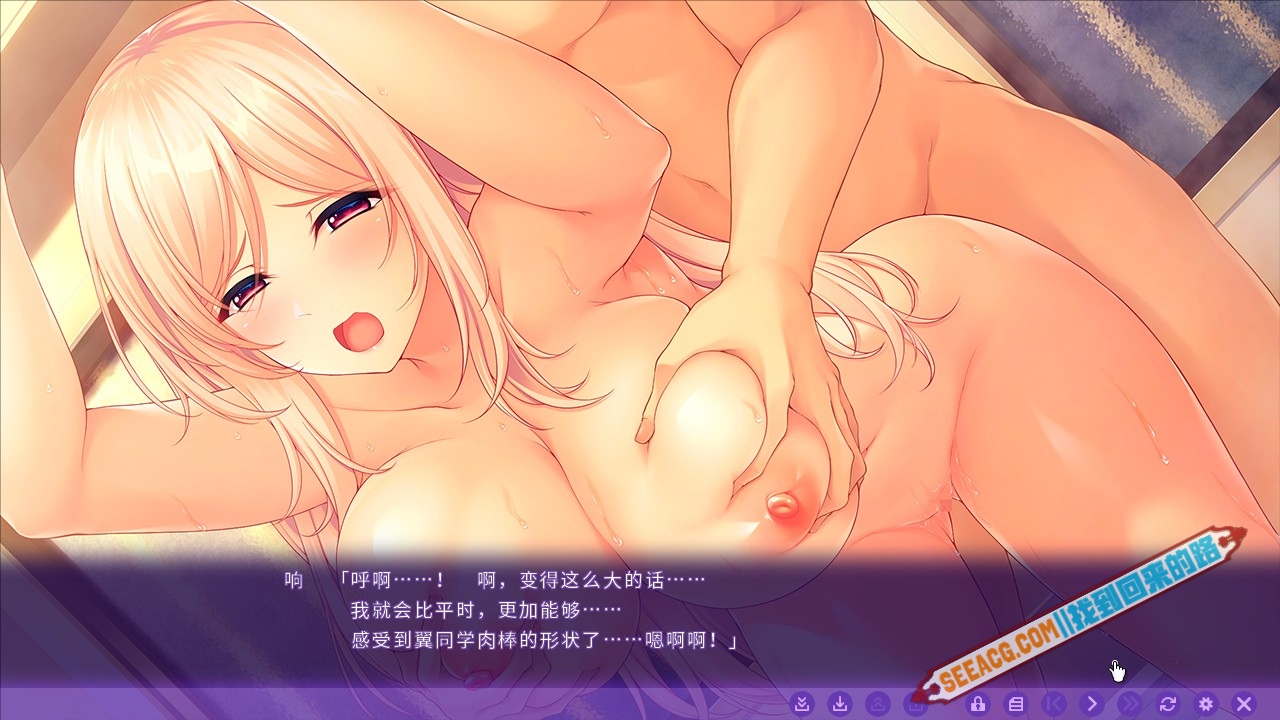 响 「呼啊……! 啊，变得这么大的话……
我就会比平时，更加能够……
感受到翼同学肉棒的形状了……嗯啊啊！」
SEEACG.COM||找到回来的路